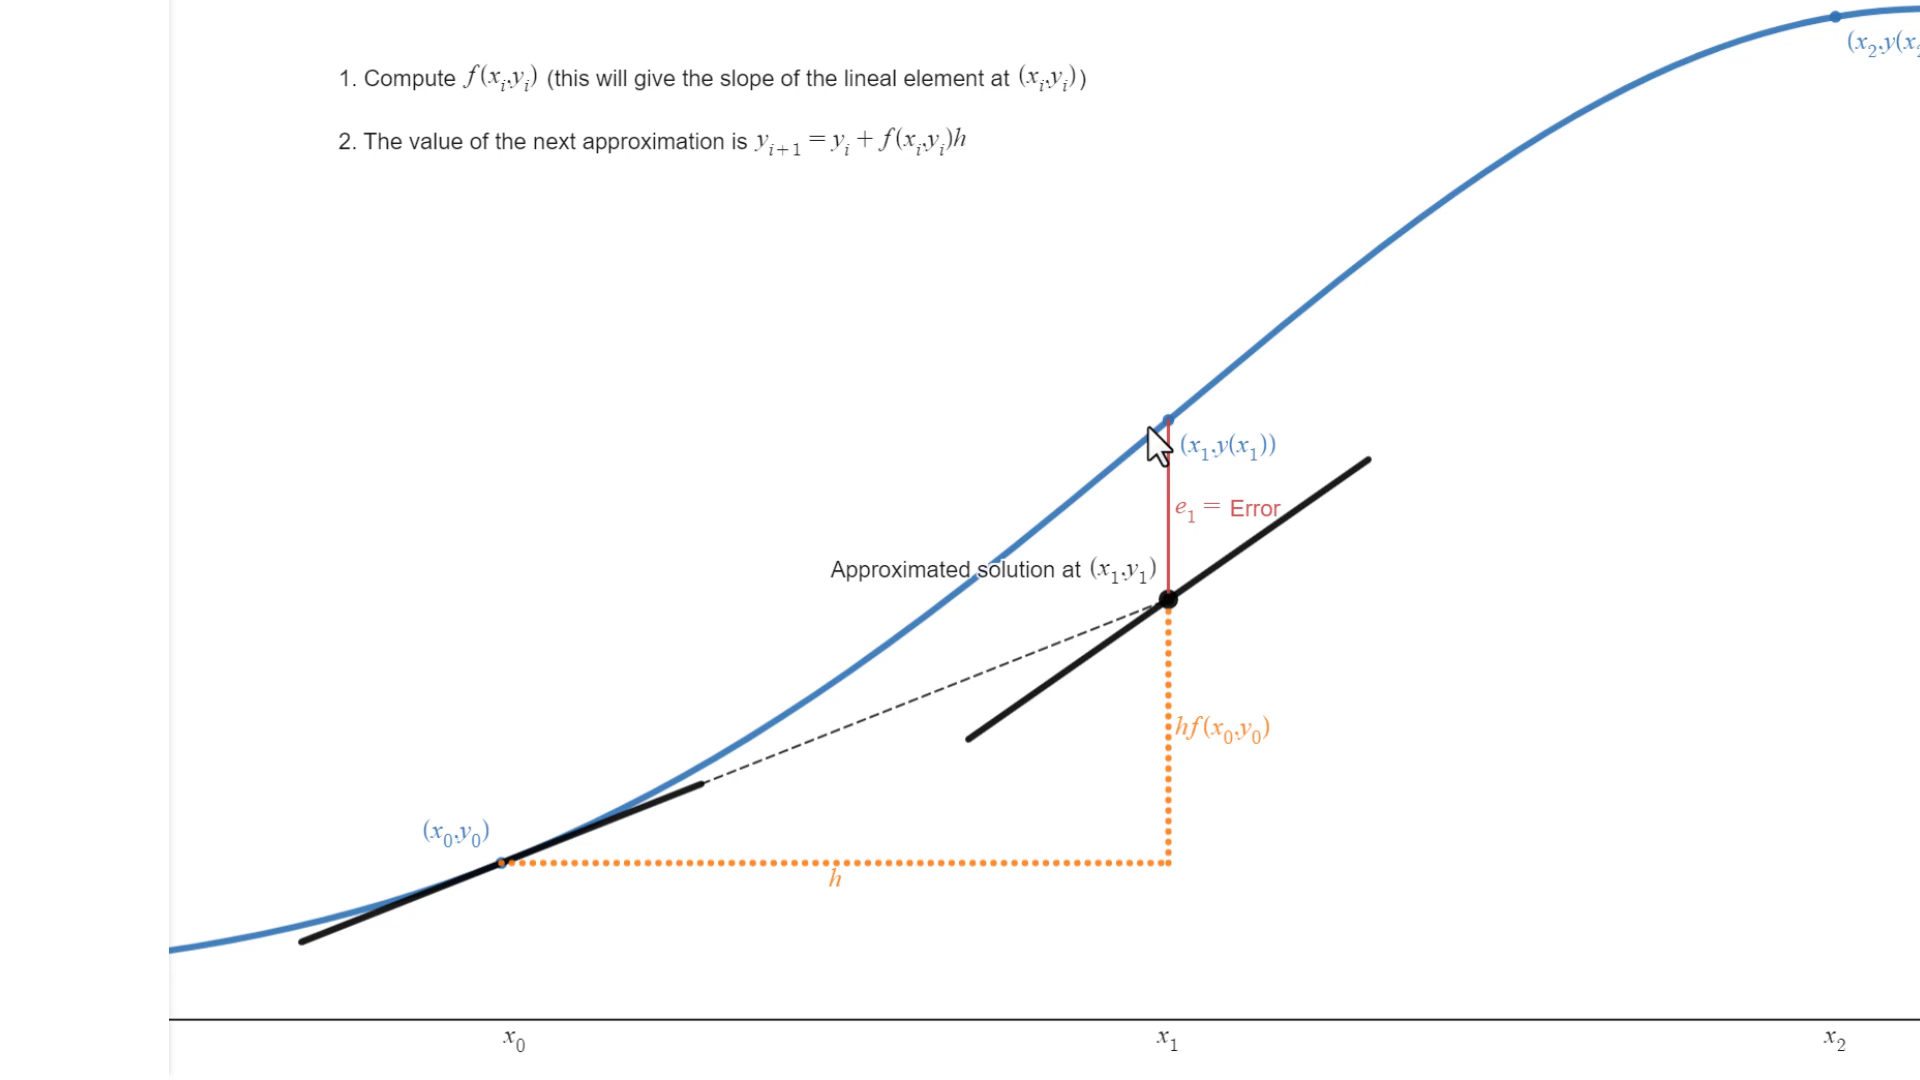 1. Compute f(xᵢ,yᵢ) (this will give the slope of the lineal element at (xᵢ,yᵢ))
2. The value of the next approximation is yᵢ₊₁ = yᵢ + f(xᵢ,yᵢ)h
(x₂,y(x₂
(x₁,y(x₁))
e₁ = Error
Approximated solution at (x₁,y₁)
hf(x₀,y₀)
(x₀,y₀)
h
x₀ x₁ x₂